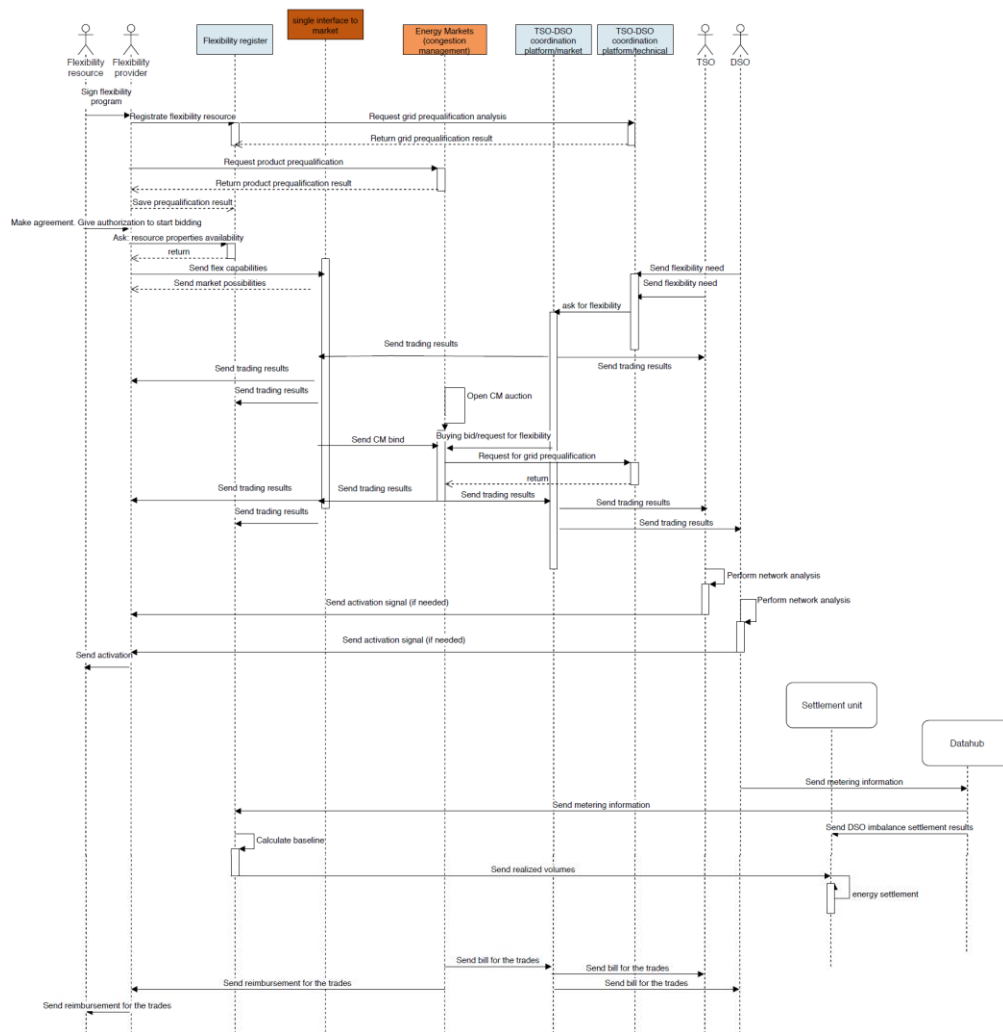 single interface to
market
Flexibility register
Energy Markets
(congestion
management)
TSO-DSO
coordination
platform/market
TSO-DSO
coordination
platform/technical
Flexibility
resource
Flexibility
provider
TSO
DSO
Sign flexibility
program
Registrate flexibility resource
Request grid prequalification analysis
Return grid prequalification result
Request product prequalification
Return product prequalification result
Save prequalification result
Make agreement. Give authorization to start bidding
Ask: resource properties availability
return
Send flex capabilities
Send flexibility need
Send market possibilities
Send flexibility need
ask for flexibility
Send trading results
Send trading results
Send trading results
Send trading results
Open CM auction
Buying bid/request for flexibility
Send CM bind
Request for grid prequalification
return
Send trading results
Send trading results
Send trading results
Send trading results
Send trading results
Send trading results
Perform network analysis
Send activation signal (if needed)
Perform network analysis
Send activation signal (if needed)
Send activation
Settlement unit
Datahub
Send metering information
Send metering information
Send DSO imbalance settlement results
Calculate baseline
Send realized volumes
energy settlement
Send bill for the trades
Send bill for the trades
Send reimbursement for the trades
Send bill for the trades
Send reimbursement for the trades